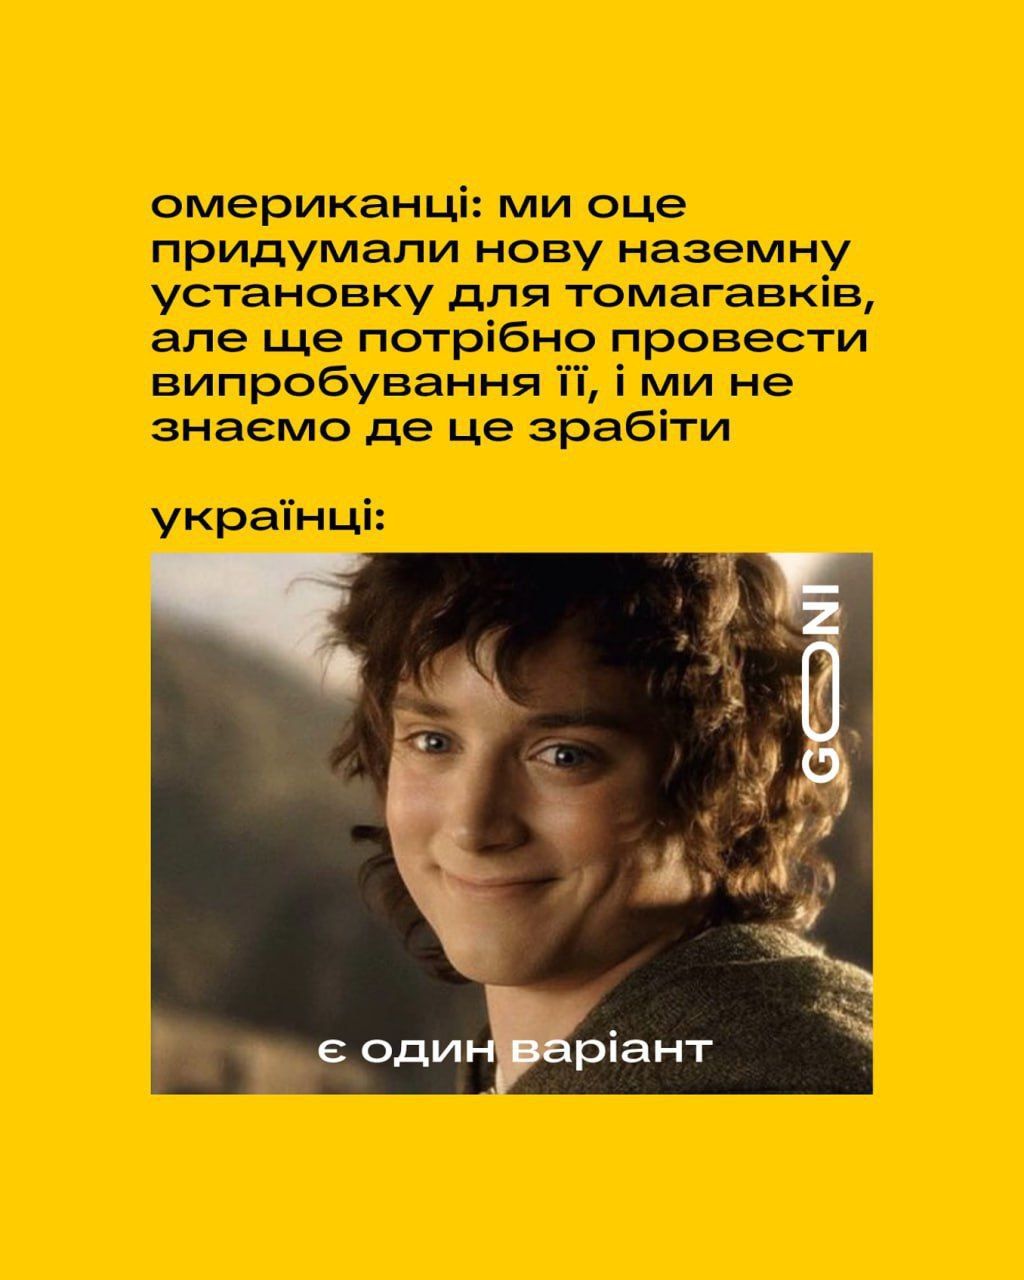 омериканці: ми оце
придумали нову наземну
установку для томагавків,
але ще потрібно провести
випробування її, і ми не
знаємо де це зрабіти
українці:
GONI
є один варіант